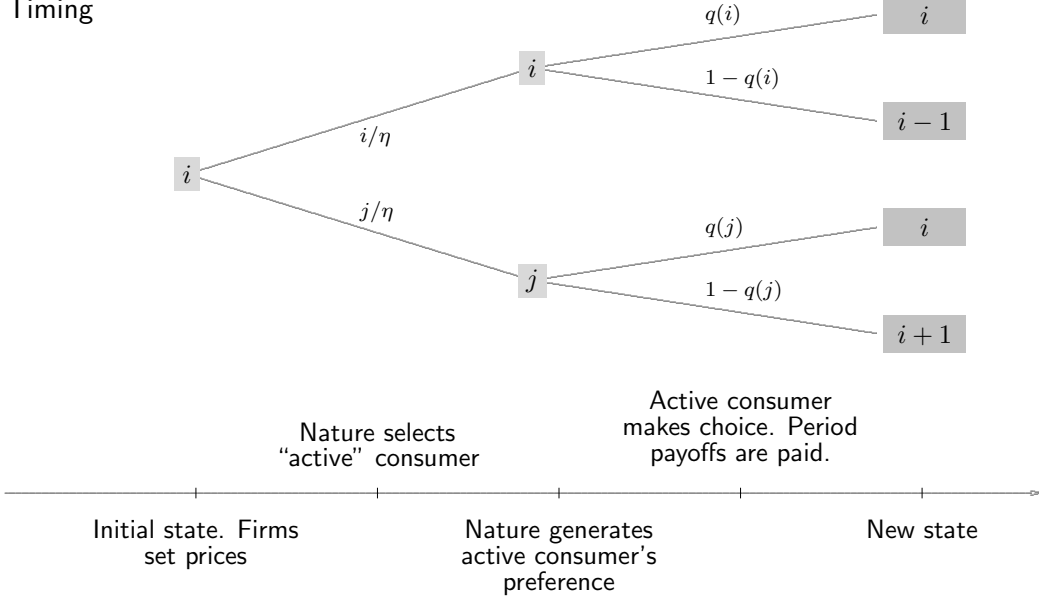 Timing
q(i)
i
i
1 − q(i)
i − 1
i/η
i
j/η
q(j)
i
j
1 − q(j)
i + 1
Active consumer
makes choice. Period
payoffs are paid.
Nature selects
“active” consumer
Initial state. Firms
set prices
Nature generates
active consumer’s
preference
New state